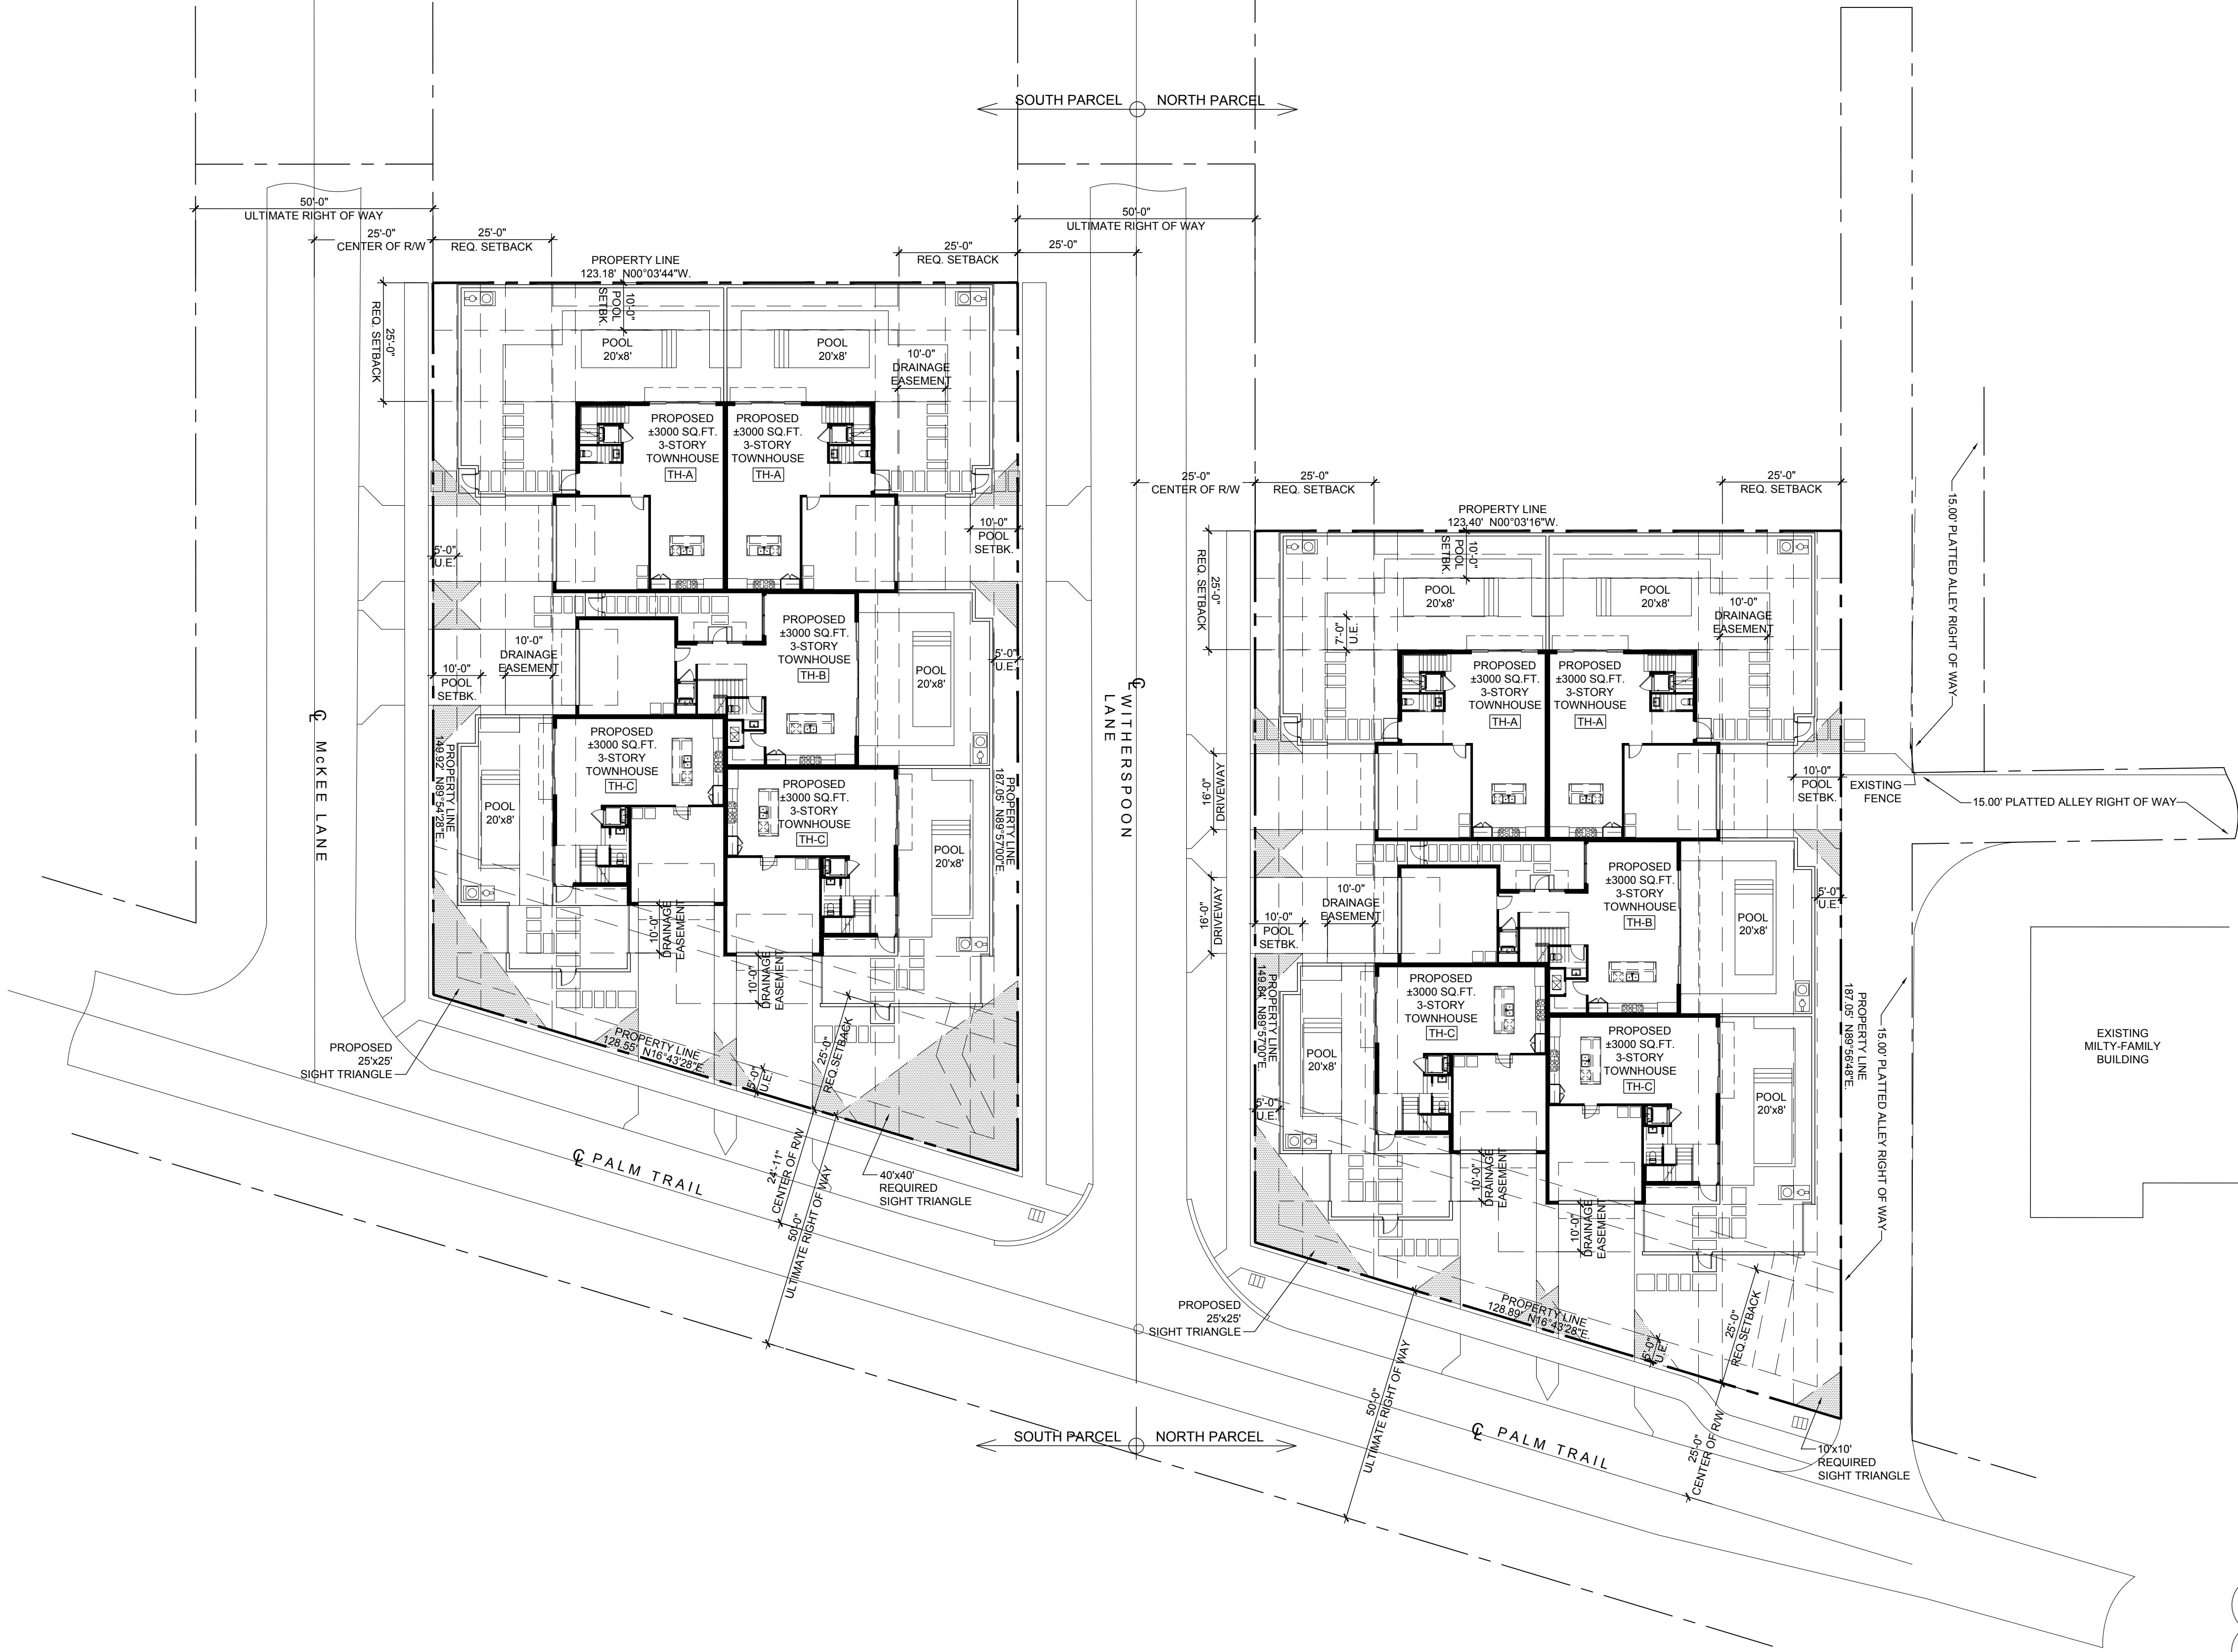 SOUTH PARCEL
NORTH PARCEL
50'-0"
ULTIMATE RIGHT OF WAY
25'-0"
CENTER OF R/W
25'-0"
REQ. SETBACK
50'-0"
ULTIMATE RIGHT OF WAY
25'-0"
REQ. SETBACK
25'-0"
PROPERTY LINE
123.18' N00°03'44"W.
25'-0"
REQ. SETBACK
10'-0"
POOL
SETBK.
POOL
20'x8'
POOL
20'x8'
10'-0"
DRAINAGE
EASEMENT
PROPOSED
±3000 SQ.FT.
3-STORY
TOWNHOUSE
TH-A
PROPOSED
±3000 SQ.FT.
3-STORY
TOWNHOUSE
TH-A
5'-0"
U.E.
10'-0"
POOL
SETBK.
10'-0"
DRAINAGE
EASEMENT
10'-0"
POOL
SETBK.
PROPOSED
±3000 SQ.FT.
3-STORY
TOWNHOUSE
TH-B
POOL
20'x8'
5'-0"
U.E.
PROPERTY LINE
149.92' N89°54'28"E.
POOL
20'x8'
PROPOSED
±3000 SQ.FT.
3-STORY
TOWNHOUSE
TH-C
PROPOSED
±3000 SQ.FT.
3-STORY
TOWNHOUSE
TH-C
POOL
20'x8'
PROPERTY LINE
187.05' N89°57'00"E.
10'-0"
DRAINAGE
EASEMENT
10'-0"
DRAINAGE
EASEMENT
PROPOSED
25'x25'
SIGHT TRIANGLE
PROPERTY LINE
128.55' N16°43'28"E.
5'-0"
U.E.
25'-0"
REQ.SETBACK
24'-11"
CENTER OF R/W
50'-0"
ULTIMATE RIGHT OF WAY
40'x40'
REQUIRED
SIGHT TRIANGLE
℄ McKEE LANE
℄ WITHERSPOON
LANE
℄ PALM TRAIL
25'-0"
CENTER OF R/W
25'-0"
REQ. SETBACK
25'-0"
REQ. SETBACK
PROPERTY LINE
123.40' N00°03'16"W.
25'-0"
REQ. SETBACK
10'-0"
POOL
SETBK.
POOL
20'x8'
POOL
20'x8'
7'-0"
U.E.
10'-0"
DRAINAGE
EASEMENT
PROPOSED
±3000 SQ.FT.
3-STORY
TOWNHOUSE
TH-A
PROPOSED
±3000 SQ.FT.
3-STORY
TOWNHOUSE
TH-A
15.00' PLATTED ALLEY RIGHT OF WAY
16'-0"
DRIVEWAY
10'-0"
POOL
SETBK.
EXISTING
FENCE
15.00' PLATTED ALLEY RIGHT OF WAY
16'-0"
DRIVEWAY
10'-0"
POOL
SETBK.
10'-0"
DRAINAGE
EASEMENT
PROPOSED
±3000 SQ.FT.
3-STORY
TOWNHOUSE
TH-B
POOL
20'x8'
5'-0"
U.E.
PROPERTY LINE
149.84' N89°57'00"E.
POOL
20'x8'
PROPOSED
±3000 SQ.FT.
3-STORY
TOWNHOUSE
TH-C
PROPOSED
±3000 SQ.FT.
3-STORY
TOWNHOUSE
TH-C
POOL
20'x8'
PROPERTY LINE
187.05' N89°56'48"E.
15.00' PLATTED ALLEY RIGHT OF WAY
EXISTING
MILTY-FAMILY
BUILDING
5'-0"
U.E.
10'-0"
DRAINAGE
EASEMENT
10'-0"
DRAINAGE
EASEMENT
PROPOSED
25'x25'
SIGHT TRIANGLE
PROPERTY LINE
128.89' N16°43'28"E.
5'-0"
U.E.
25'-0"
REQ.SETBACK
50'-0"
ULTIMATE RIGHT OF WAY
25'-0"
CENTER OF R/W
10'x10'
REQUIRED
SIGHT TRIANGLE
℄ PALM TRAIL
SOUTH PARCEL
NORTH PARCEL